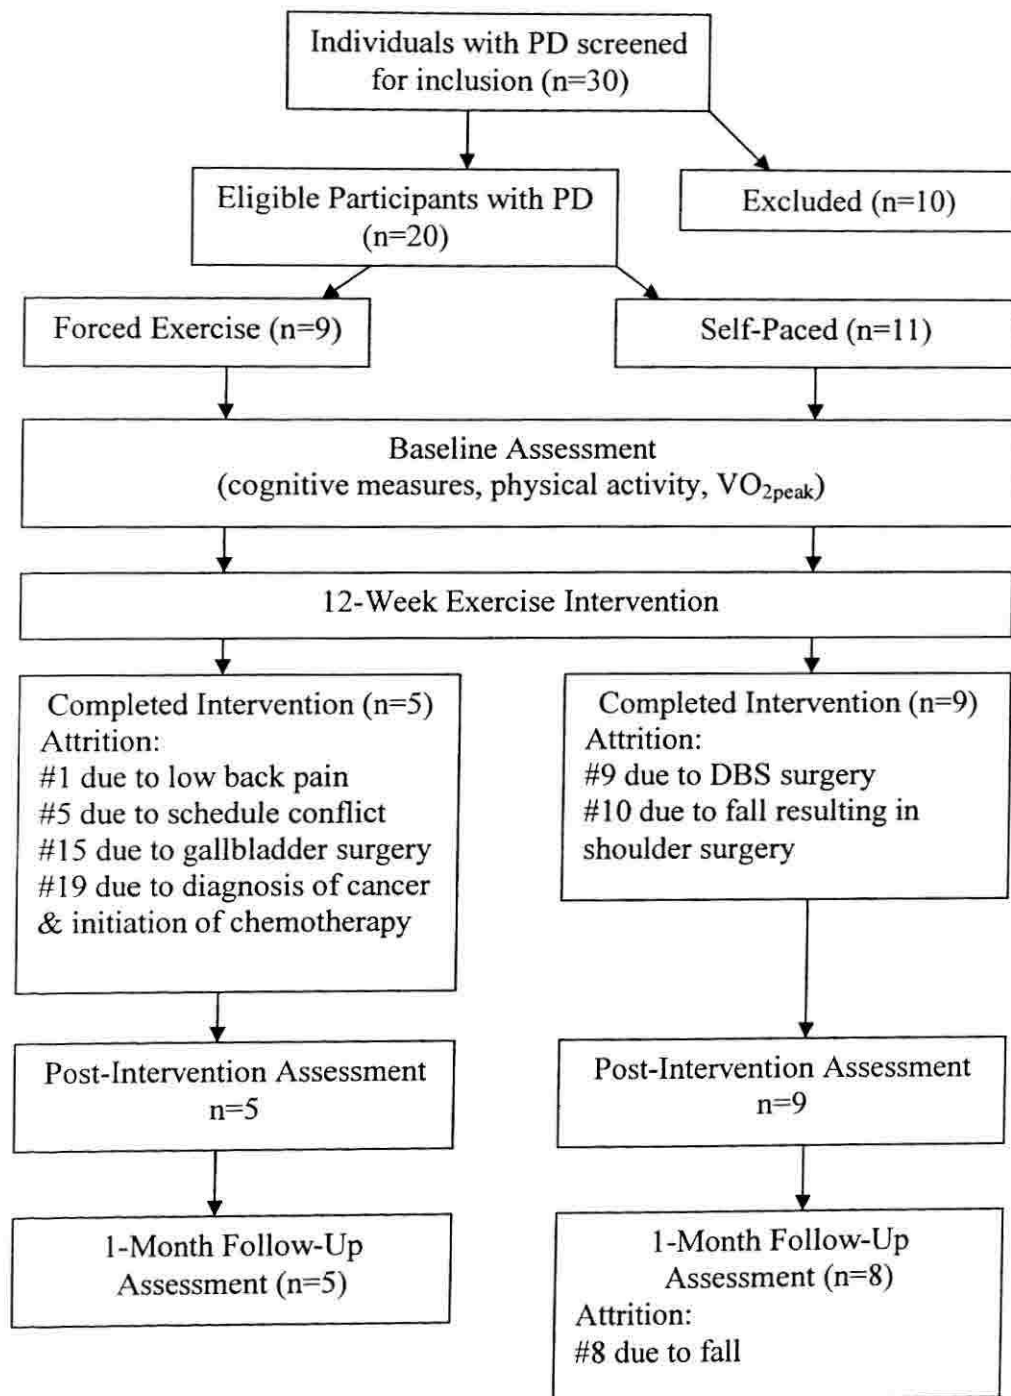 Individuals with PD screened
for inclusion (n=30)
Eligible Participants with PD
(n=20)
Excluded (n=10)
Forced Exercise (n=9)
Self-Paced (n=11)
Baseline Assessment
(cognitive measures, physical activity, VO2peak)
12-Week Exercise Intervention
Completed Intervention (n=5)
Attrition:
#1 due to low back pain
#5 due to schedule conflict
#15 due to gallbladder surgery
#19 due to diagnosis of cancer
& initiation of chemotherapy
Completed Intervention (n=9)
Attrition:
#9 due to DBS surgery
#10 due to fall resulting in
shoulder surgery
Post-Intervention Assessment
n=5
Post-Intervention Assessment
n=9
1-Month Follow-Up
Assessment (n=5)
1-Month Follow-Up
Assessment (n=8)
Attrition:
#8 due to fall